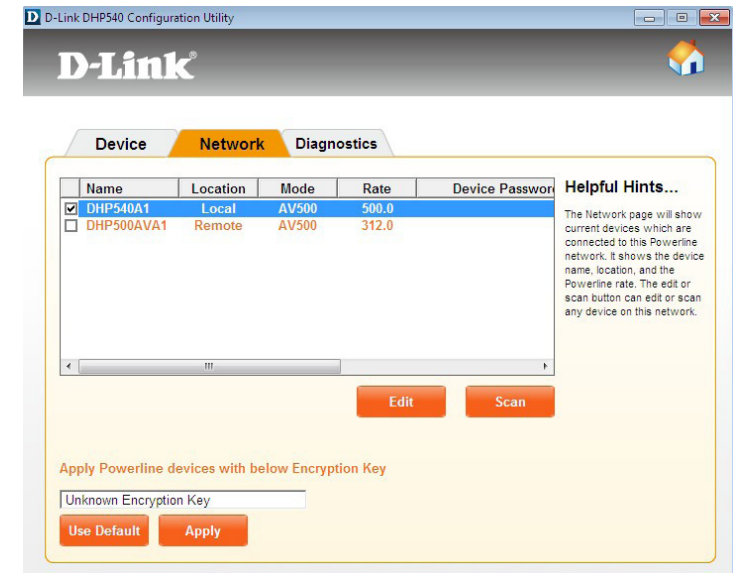 D-Link DHP540 Configuration Utility
D-Link®
Device Network Diagnostics
Name Location Mode Rate Device Passwor
DHP540A1 Local AV500 500.0
DHP500AVA1 Remote AV500 312.0
Helpful Hints...
The Network page will show
current devices which are
connected to this Powerline
network. It shows the device
name, location, and the
Powerline rate. The edit or
scan button can edit or scan
any device on this network.
Edit Scan
Apply Powerline devices with below Encryption Key
Unknown Encryption Key
Use Default Apply